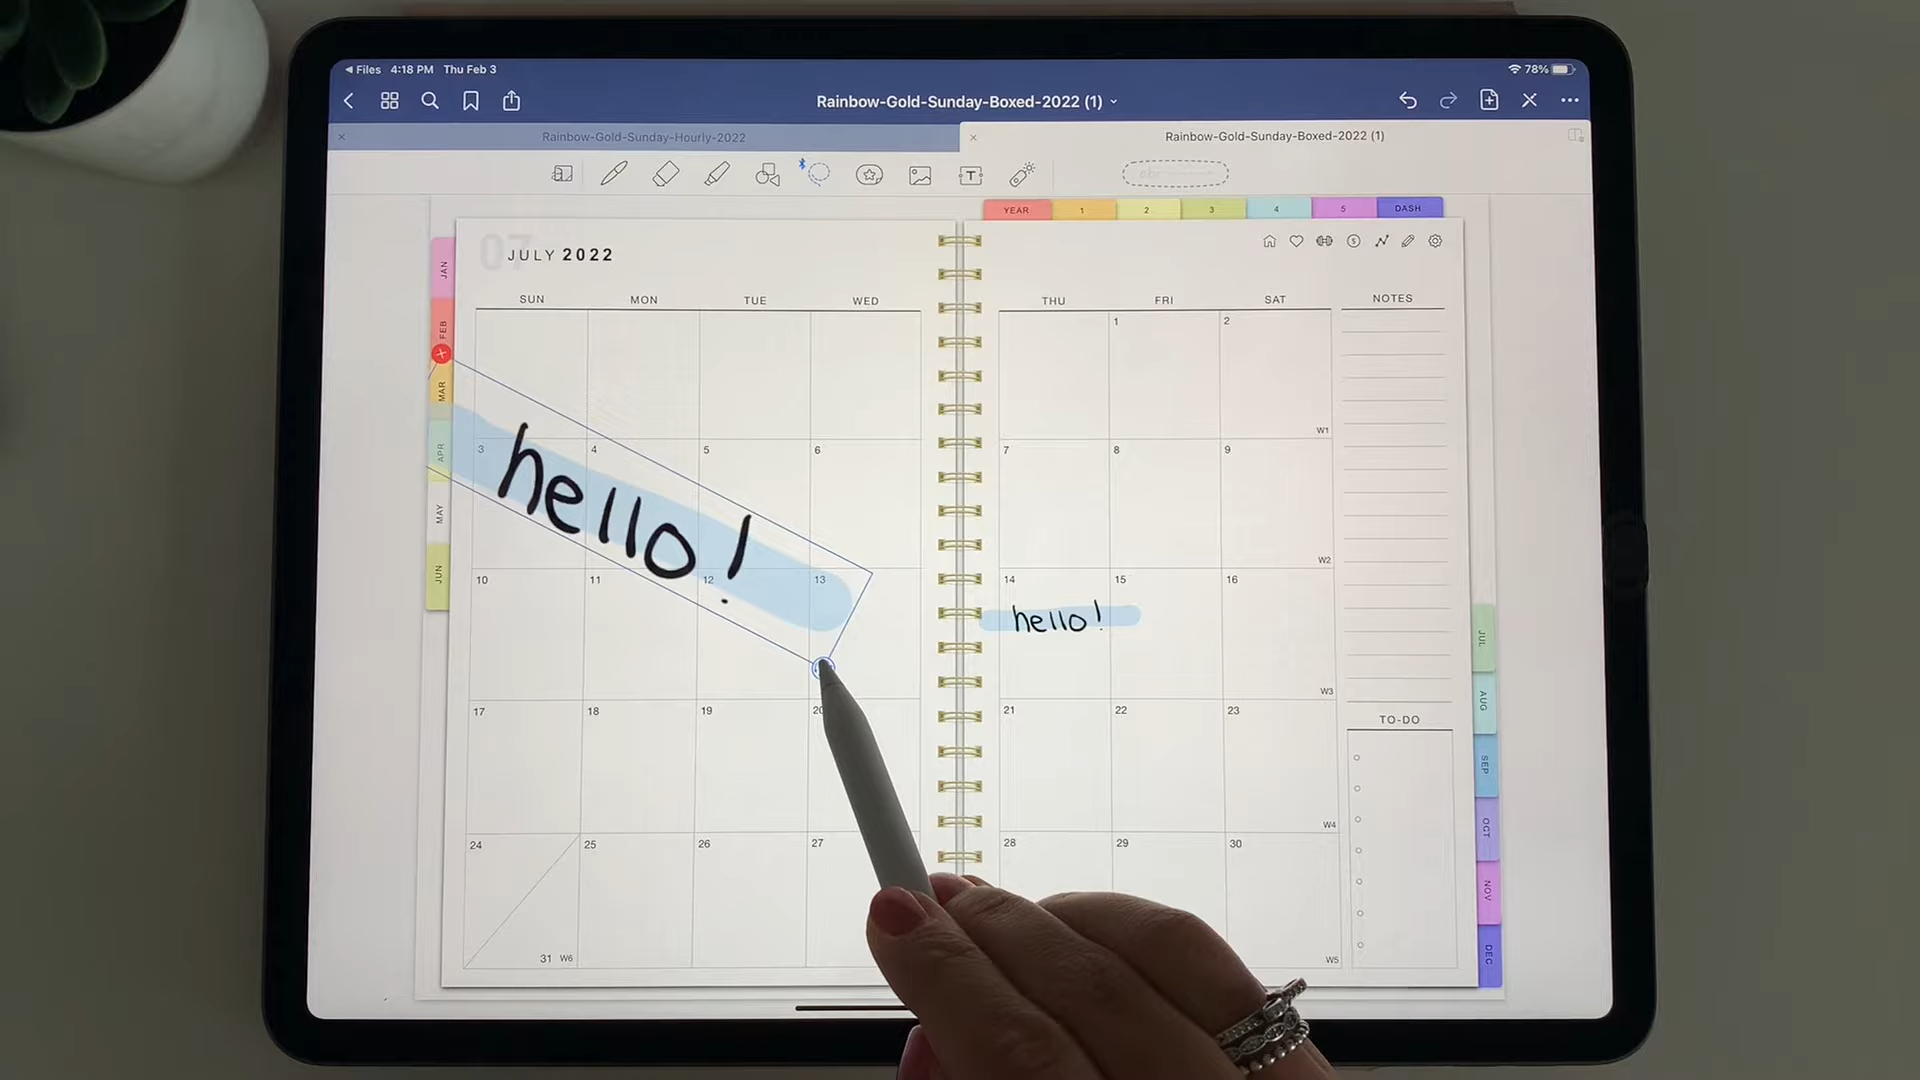 Files 4:18 PM Thu Feb 3
78%
Rainbow-Gold-Sunday-Boxed-2022 (1)
Rainbow-Gold-Sunday-Hourly-2022
Rainbow-Gold-Sunday-Boxed-2022 (1)
T
abc
YEAR 1 2 3 4 5 DASH
07 JULY 2022
SUN MON TUE WED THU FRI SAT NOTES
1 2
W1
3 4 5 6 7 8 9
W2
hello!
10 11 12 13 14 15 16
hello!
W3
17 18 19 20 21 22 23
TO-DO
W4
24 25 26 27 28 29 30
31 W6
W5
JAN
FEB
MAR
APR
MAY
JUN
JUL
AUG
SEP
OCT
NOV
DEC